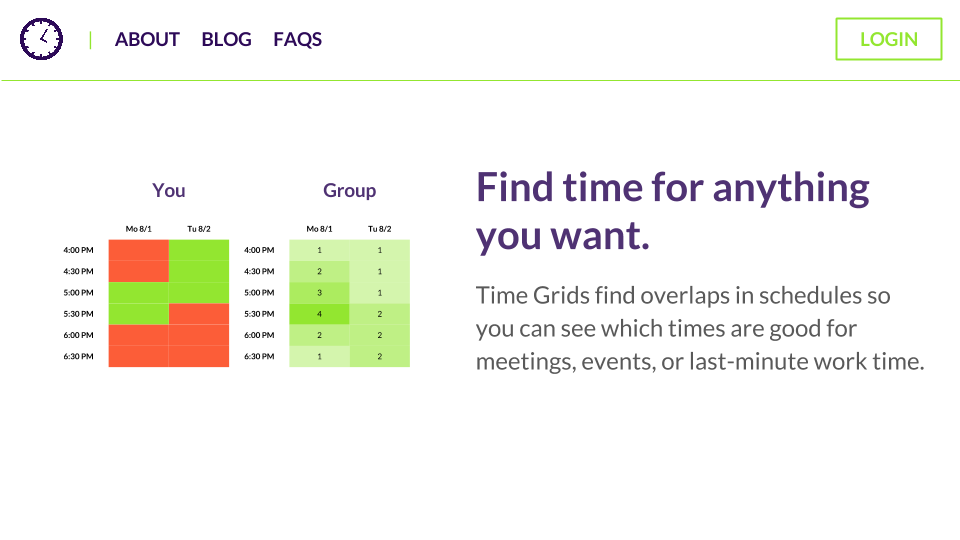 | ABOUT BLOG FAQS LOGIN
You Group
Mo 8/1 Tu 8/2 Mo 8/1 Tu 8/2
4:00 PM 4:00 PM 1 1
4:30 PM 4:30 PM 2 1
5:00 PM 5:00 PM 3 1
5:30 PM 5:30 PM 4 2
6:00 PM 6:00 PM 2 2
6:30 PM 6:30 PM 1 2
Find time for anything
you want.
Time Grids find overlaps in schedules so
you can see which times are good for
meetings, events, or last-minute work time.